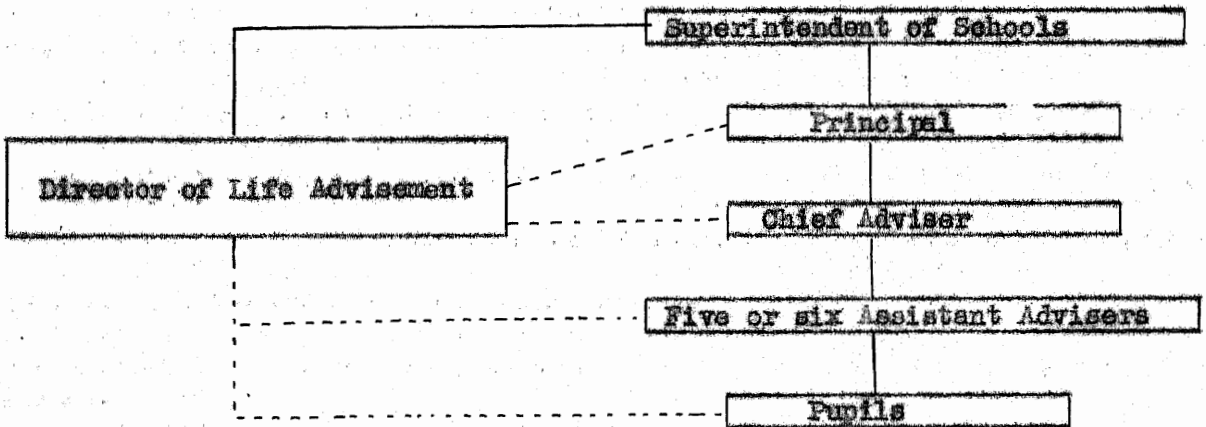 Superintendent of Schools
Principal
Director of Life Advisement
Chief Adviser
Five or six Assistant Advisers
Pupils